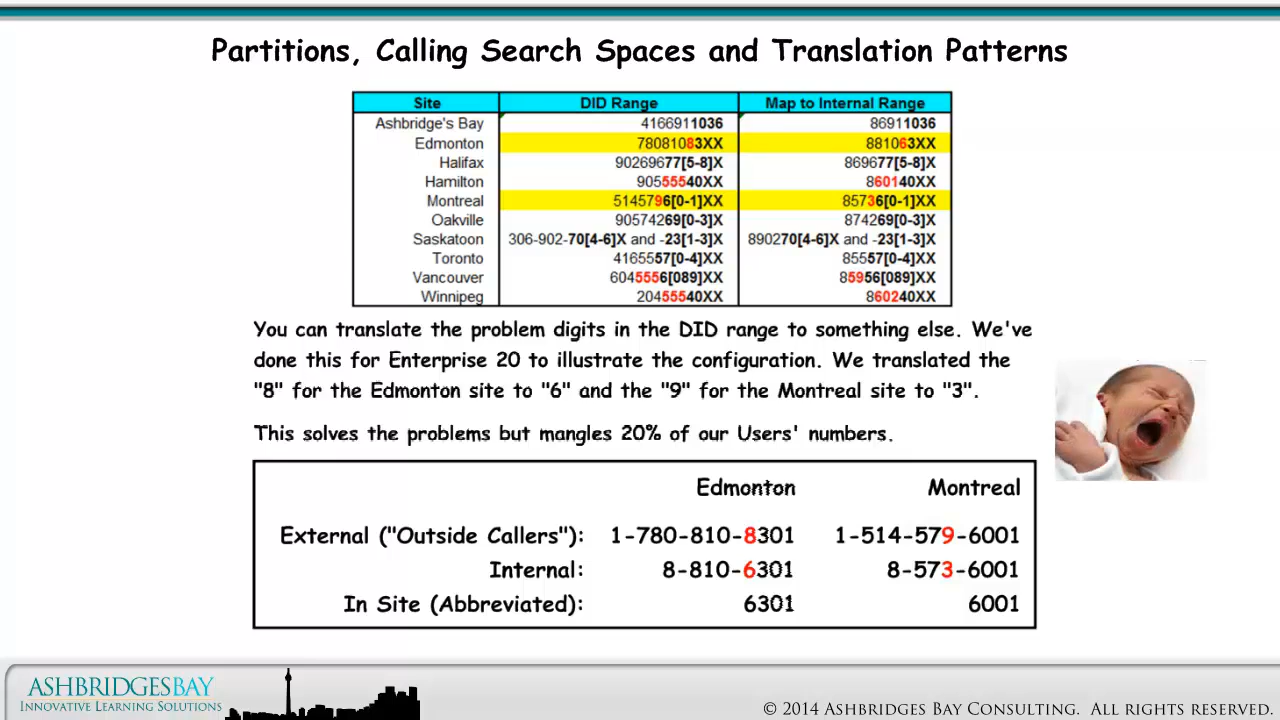 Partitions, Calling Search Spaces and Translation Patterns
Site DID Range Map to Internal Range
Ashbridge's Bay 4166911036 86911036
Edmonton 78081083XX 881063XX
Halifax 90269677[5-8]X 869677[5-8]X
Hamilton 90555540XX 860140XX
Montreal 5145796[0-1]XX 85736[0-1]XX
Oakville 90574269[0-3]X 874269[0-3]X
Saskatoon 306-902-70[4-6]X and -23[1-3]X 890270[4-6]X and -23[1-3]X
Toronto 4165557[0-4]XX 85557[0-4]XX
Vancouver 6045556[089]XX 85956[089]XX
Winnipeg 20455540XX 860240XX
You can translate the problem digits in the DID range to something else. We've
done this for Enterprise 20 to illustrate the configuration. We translated the
"8" for the Edmonton site to "6" and the "9" for the Montreal site to "3".
This solves the problems but mangles 20% of our Users' numbers.
Edmonton Montreal
External ("Outside Callers"): 1-780-810-8301 1-514-579-6001
Internal: 8-810-6301 8-573-6001
In Site (Abbreviated): 6301 6001
ASHBRIDGESBAY
INNOVATIVE LEARNING SOLUTIONS
© 2014 ASHBRIDGES BAY CONSULTING. ALL RIGHTS RESERVED.